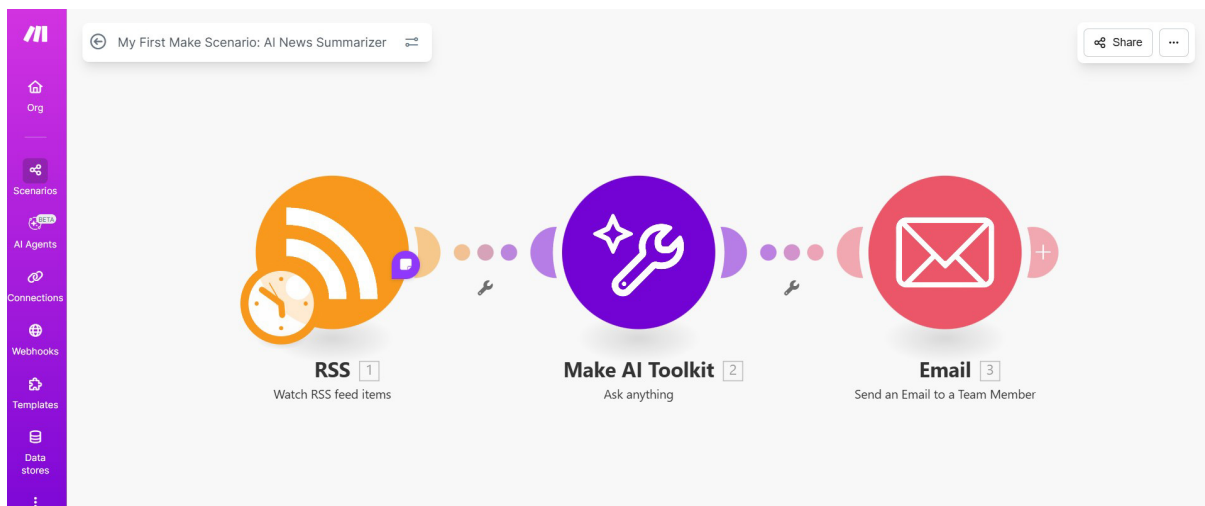 My First Make Scenario: AI News Summarizer
Share
Org
Scenarios
BETA
AI Agents
Connections
Webhooks
Templates
Data
stores
RSS 1
Watch RSS feed items
Make AI Toolkit 2
Ask anything
Email 3
Send an Email to a Team Member